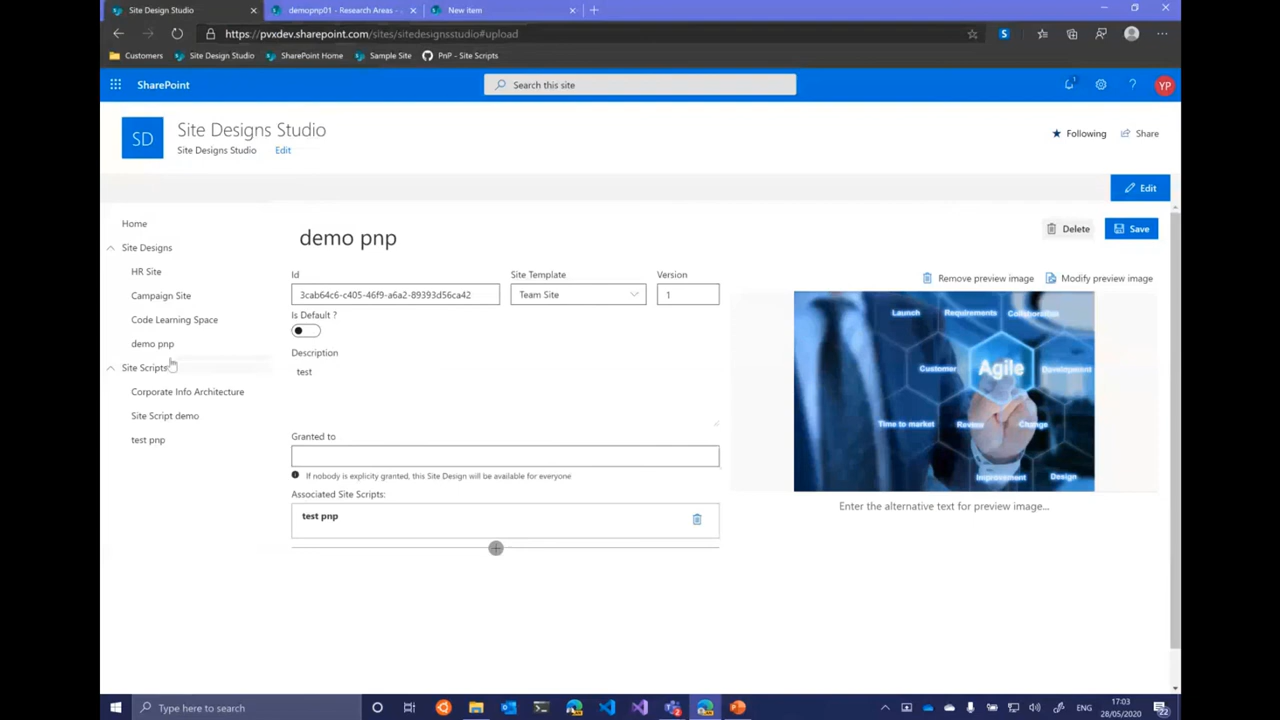 Site Design Studio
demopnp01 - Research Areas -
New item
https://pvxdev.sharepoint.com/sites/sitedesignsstudio#upload
Customers
Site Design Studio
SharePoint Home
Sample Site
PnP - Site Scripts
SharePoint
Search this site
1
YP
SD
Site Designs Studio
Site Designs Studio
Edit
Following
Share
Edit
Home
Site Designs
HR Site
Campaign Site
Code Learning Space
demo pnp
Site Scripts
Corporate Info Architecture
Site Script demo
test pnp
demo pnp
Delete
Save
Id
Site Template
Version
3cab64c6-c405-46f9-a6a2-89393d56ca42
Team Site
1
Is Default ?
Description
test
Granted to
If nobody is explicity granted, this Site Design will be available for everyone
Associated Site Scripts:
test pnp
Remove preview image
Modify preview image
Launch
Requirements
Collaboration
Customer
Agile
Development
Time to market
Review
Change
Improvement
Design
Enter the alternative text for preview image...
Type here to search
ENG
17:03
28/05/2020
22